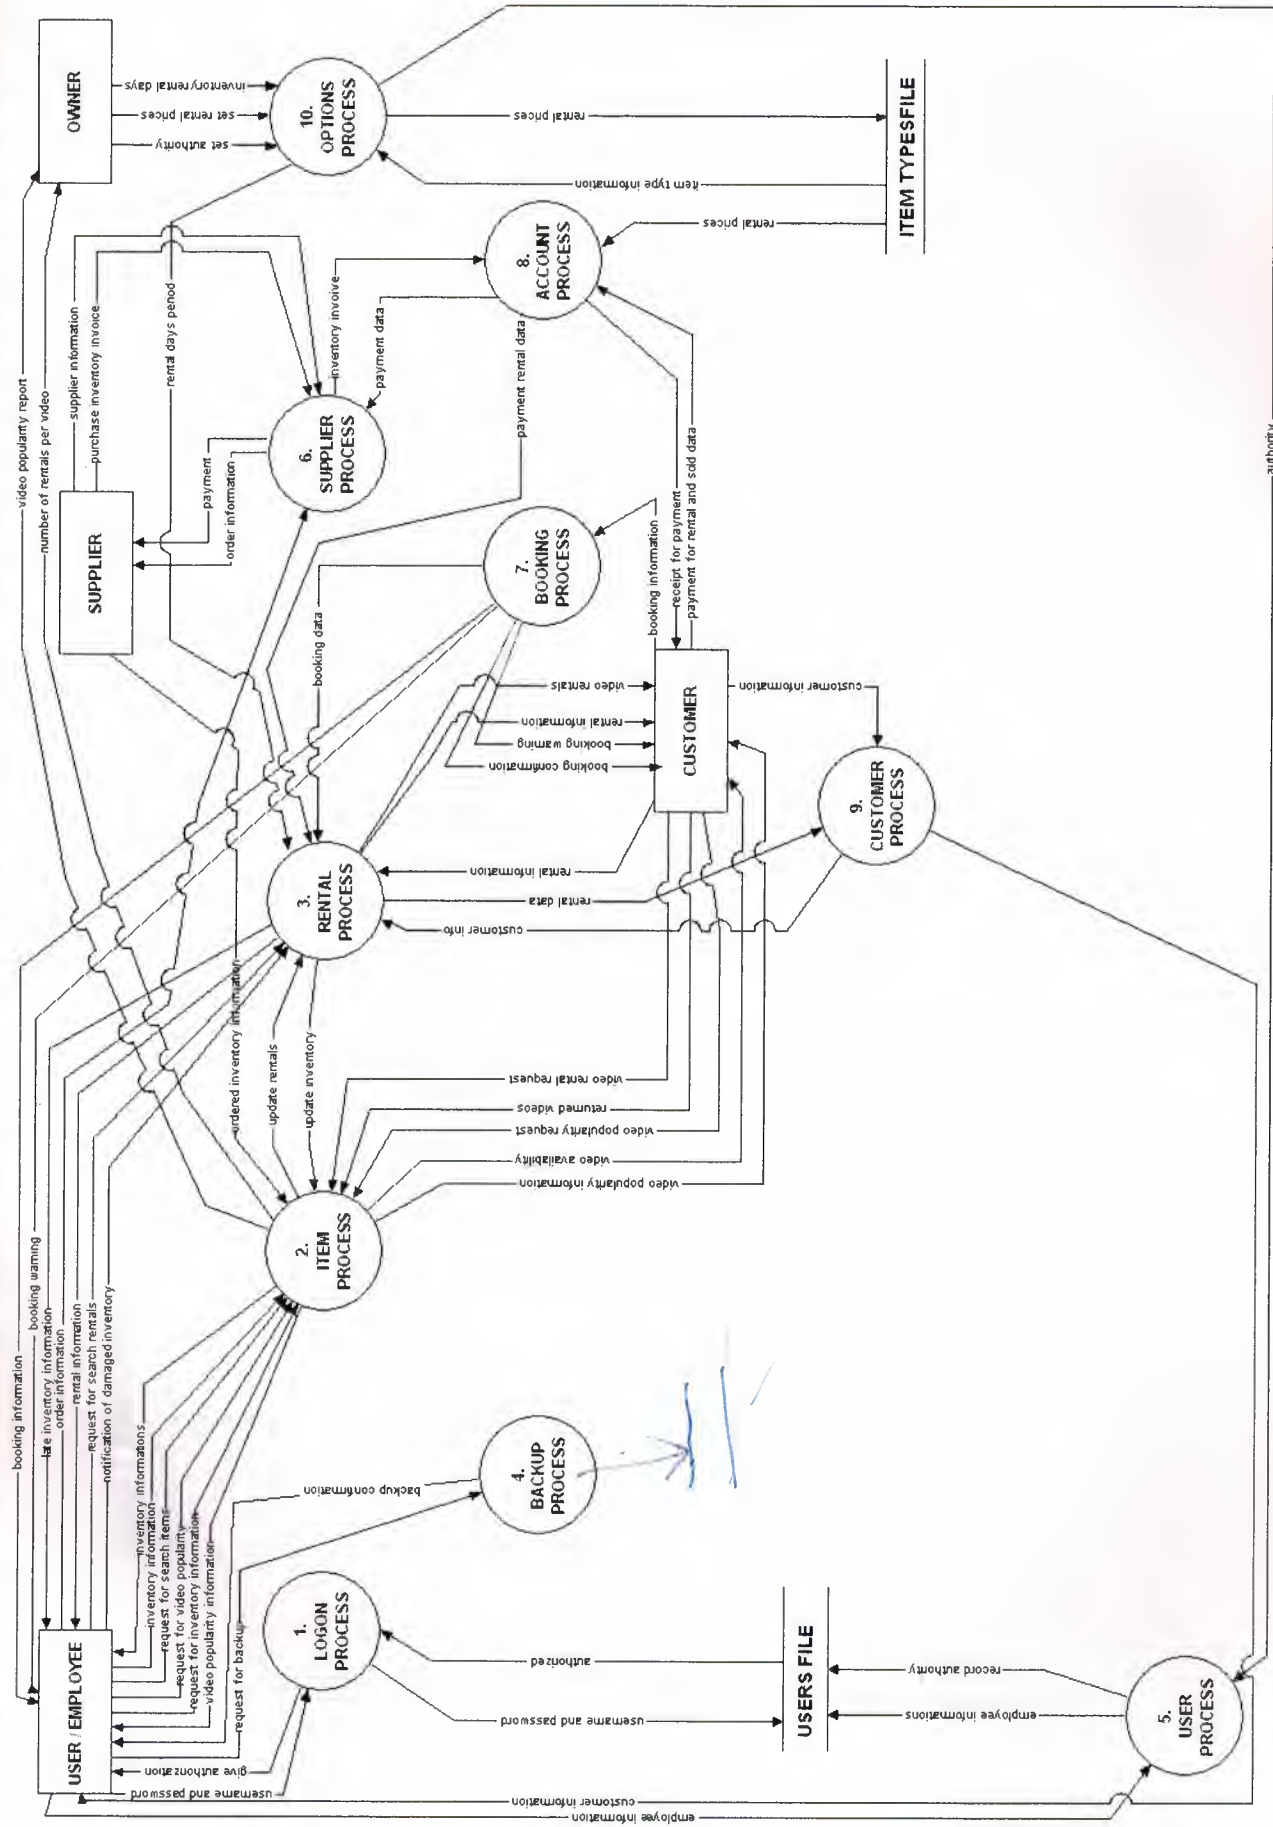 OWNER
inventory rental days
set rental prices
set authority
10.
OPTIONS
PROCESS
rental prices
item type information
ITEM TYPESFILE
rental prices
8.
ACCOUNT
PROCESS
video popularity report
number of rentals per video
supplier information
purchase inventory invoice
rental days period
SUPPLIER
payment
order information
6.
SUPPLIER
PROCESS
inventory invoive
payment data
payment rental data
7.
BOOKING
PROCESS
booking data
booking information
receipt for payment
payment for rental and sold data
authority
video rentals
rental information
booking warning
booking confirmation
CUSTOMER
customer information
9.
CUSTOMER
PROCESS
3.
RENTAL
PROCESS
rental information
rental data
customer info
ordered inventory information
update rentals
update inventory
video rental request
returned videos
video popularity request
video availability
video popularity information
2.
ITEM
PROCESS
booking information
booking warning
late inventory information
order information
rental information
request for search rentals
notification of damaged inventory
inventory informations
inventory information
request for search items
request for video popularity
request for inventory information
video popularity information
request for backup
backup confirmation
4.
BACKUP
PROCESS
USER / EMPLOYEE
give authorization
username and password
1.
LOGON
PROCESS
authorized
username and password
USERS FILE
record authority
employee informations
5.
USER
PROCESS
customer information
employee information